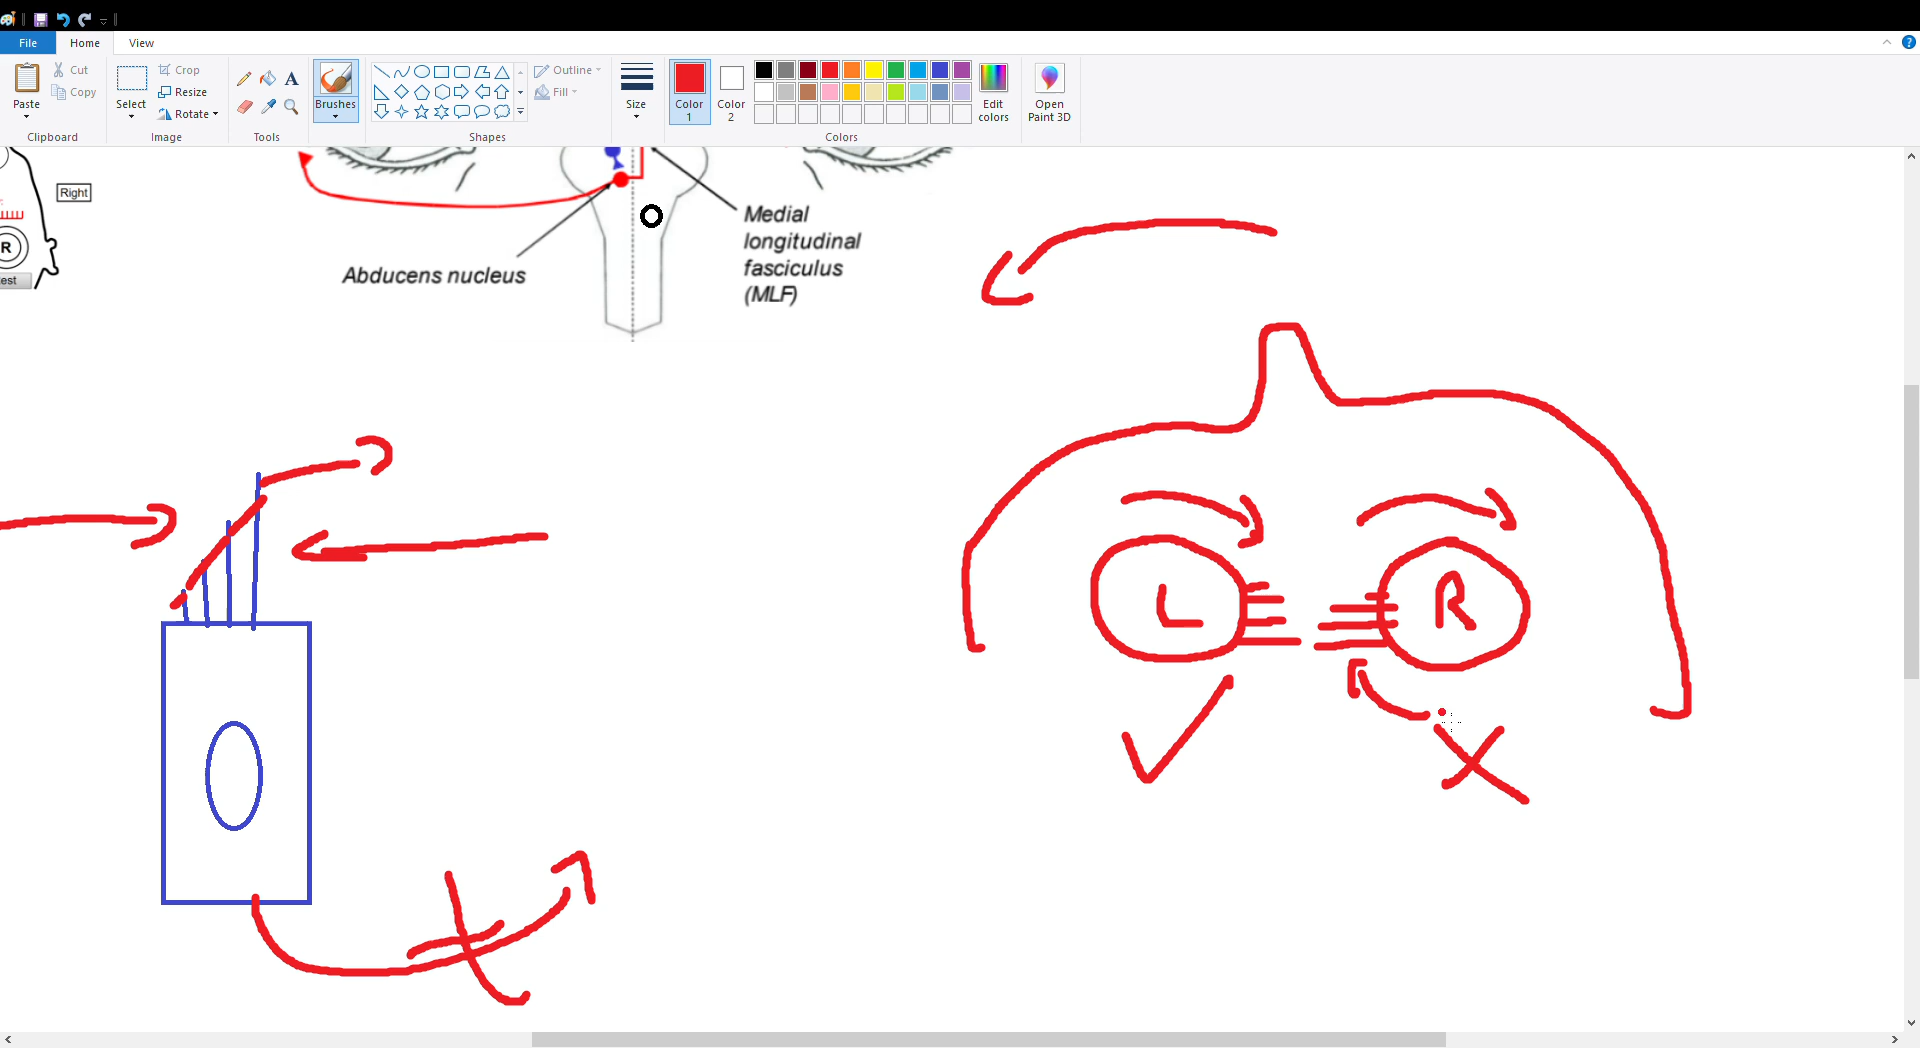 File Home View
Cut
Copy
Paste
Clipboard
Select
Crop
Resize
Rotate
Image
A
Tools
Brushes
Shapes
Outline
Fill
Size
Color
1
Color
2
Colors
Edit
colors
Open
Paint 3D
?
Right
R
Abducens nucleus
Medial
longitudinal
fasciculus
(MLF)
L R